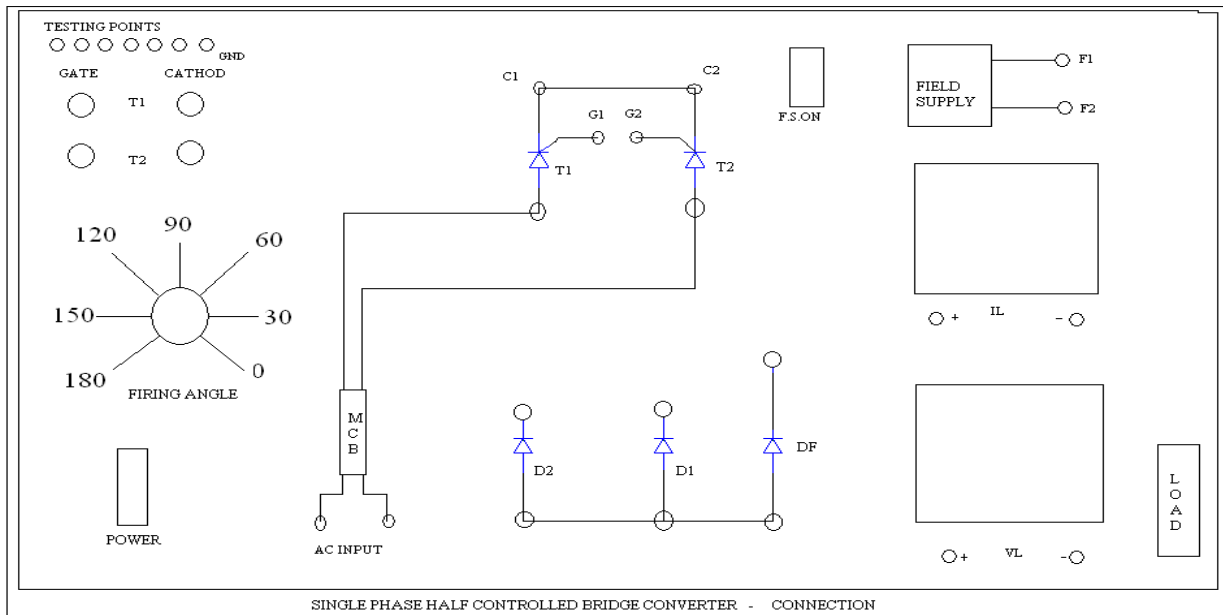 TESTING POINTS
GND
GATE CATHOD
T1
T2
C1 C2
G1 G2
T1 T2
F.S.ON
FIELD
SUPPLY
F1
F2
90
120 60
150 30
180 0
FIRING ANGLE
+ IL -
MCB
D2 D1 DF
LOAD
POWER
AC INPUT
+ VL -
SINGLE PHASE HALF CONTROLLED BRIDGE CONVERTER - CONNECTION